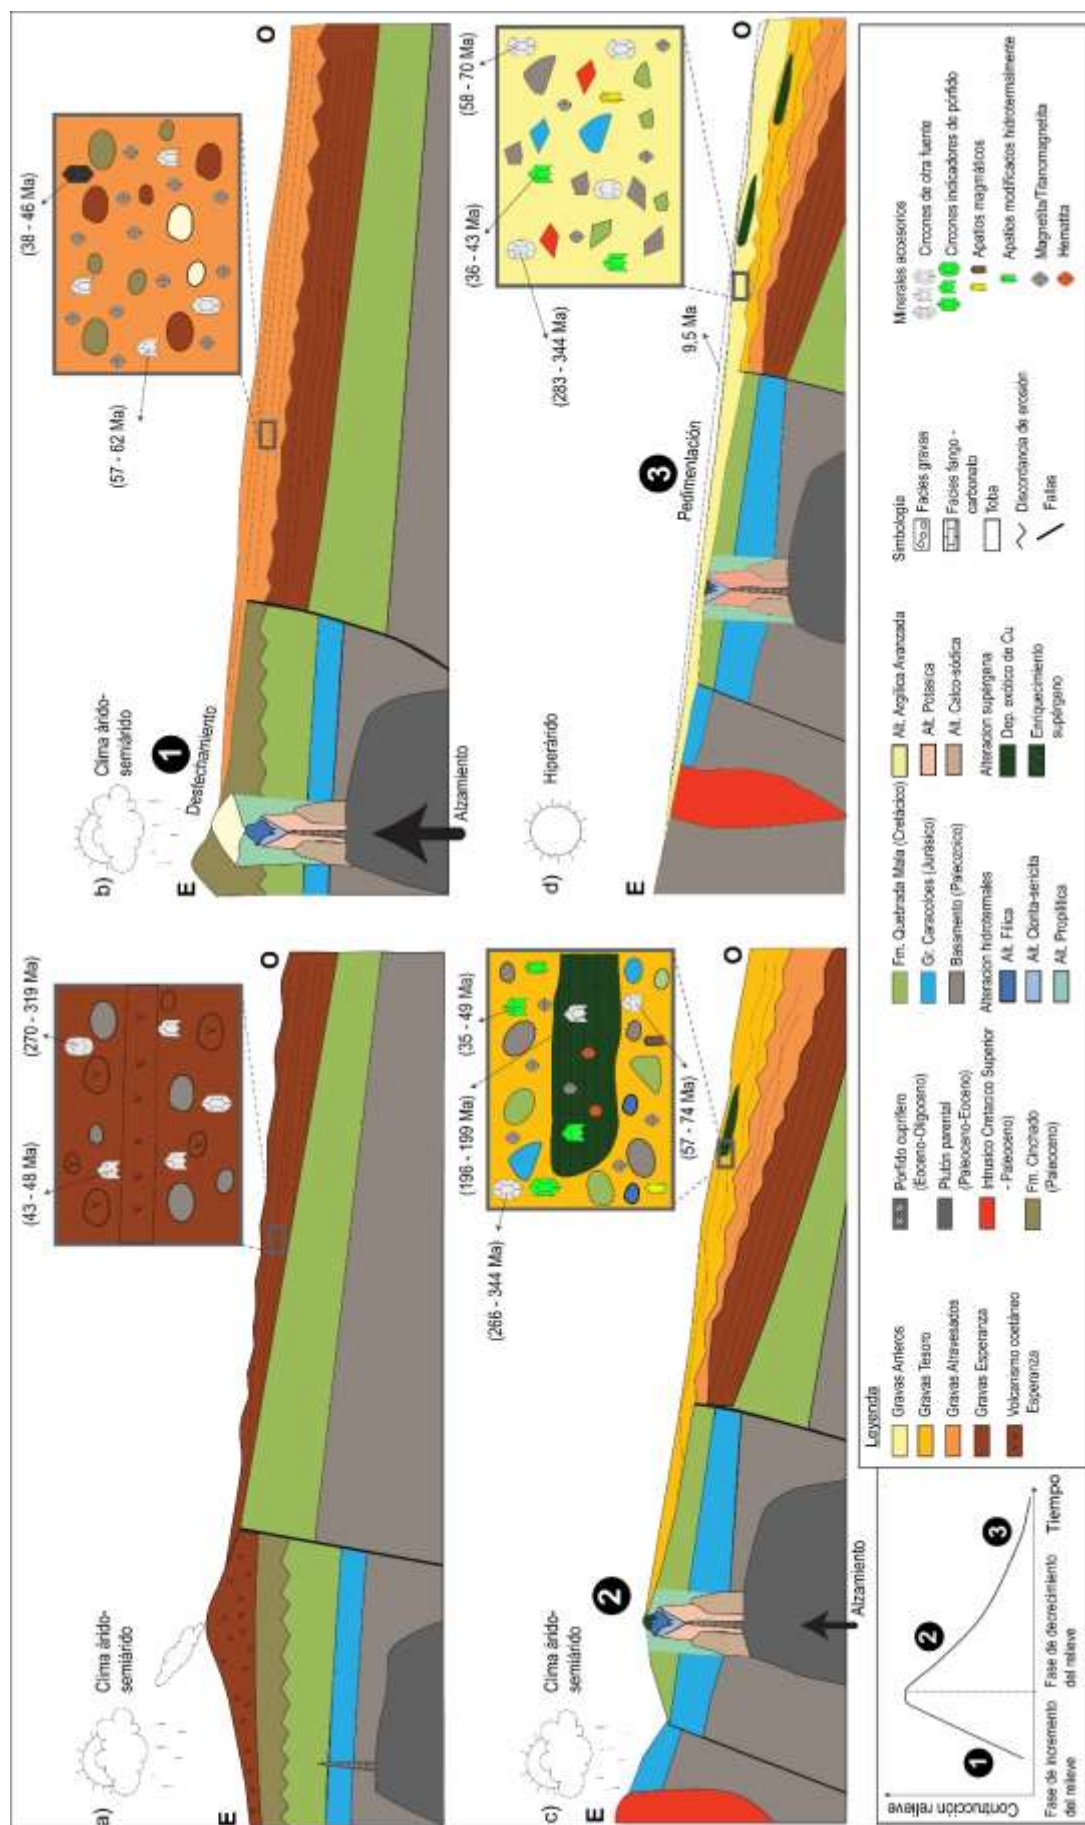 a)
Clima árido-
semiárido
E
O
(43 - 48 Ma)
(270 - 319 Ma)
b)
Clima árido-
semiárido
1
Destechamiento
E
O
Alzamiento
(57 - 62 Ma)
(38 - 46 Ma)
c)
Clima árido-
semiárido
2
E
O
Alzamiento
(266 - 344 Ma)
(196 - 199 Ma)
(35 - 49 Ma)
(57 - 74 Ma)
d)
Hiperárido
E
O
3
Pedimentación
9,5 Ma
(283 - 344 Ma)
(36 - 43 Ma)
(58 - 70 Ma)
Contrucción relieve
1
2
3
Fase de incremento
del relieve
Fase de decrecimiento
del relieve
Tiempo
Leyenda
Gravas Arrieros
Gravas Tesoro
Gravas Atravesados
Gravas Esperanza
Volcanismo coetáneo
Esperanza
Pórfido cuprífero
(Eoceno-Oligoceno)
Plutón parental
(Paleoceno-Eoceno)
Intrusico Cretacico Superior
- Paleoceno)
Fm. Cinchado
(Paleoceno)
Fm. Quebrada Mala (Cretácico)
Gr. Caracoles (Jurásico)
Basamento (Paleozoico)
Alteracion hidrotermales
Alt. Fílica
Alt. Clorita-sericita
Alt. Propilítica
Alt. Argílica Avanzada
Alt. Potásica
Alt. Calco-sódica
Alteracion supérgena
Dep. exótico de Cu
Enriquecimiento
supérgeno
Simbología
Facies gravas
Facies fango -
carbonato
Toba
Discordancia de erosión
Fallas
Minerales accesorios
Circones de otra fuente
Circones indicadores de pórfido
Apatitos magmáticos
Apatitos modificados hidrotermalmente
Magnetita/Titanomagnetita
Hematita